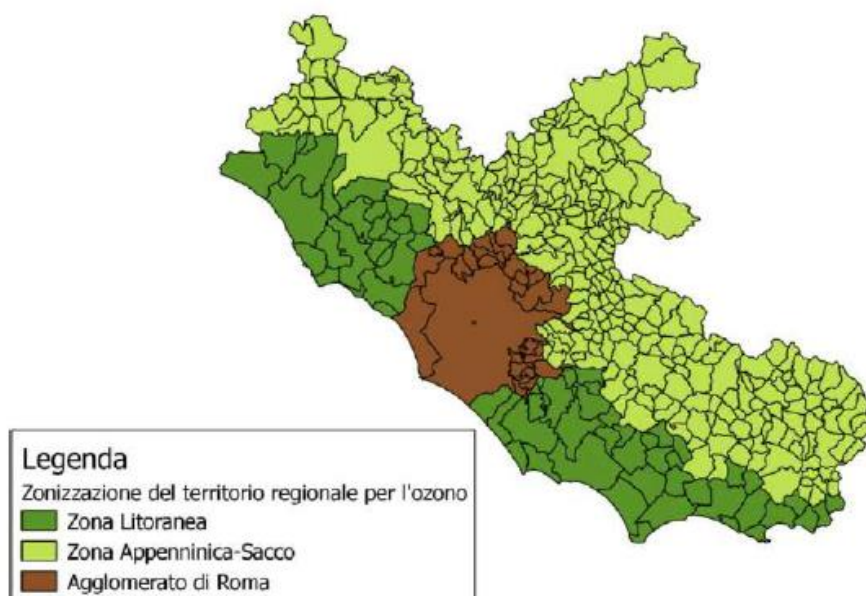 Legenda
Zonizzazione del territorio regionale per l'ozono
Zona Litoranea
Zona Appenninica-Sacco
Agglomerato di Roma